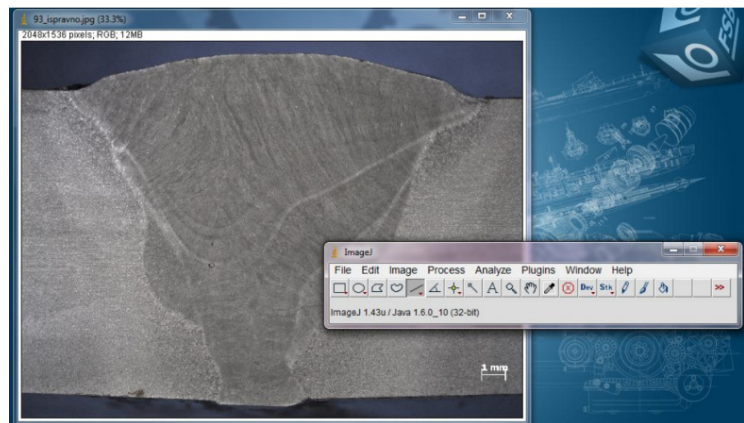 93_ispravno.jpg (33.3%)
2048x1536 pixels; RGB; 12MB
FSB
ImageJ
File Edit Image Process Analyze Plugins Window Help
A Dev Stk >>
ImageJ 1.43u / Java 1.6.0_10 (32-bit)
1 mm